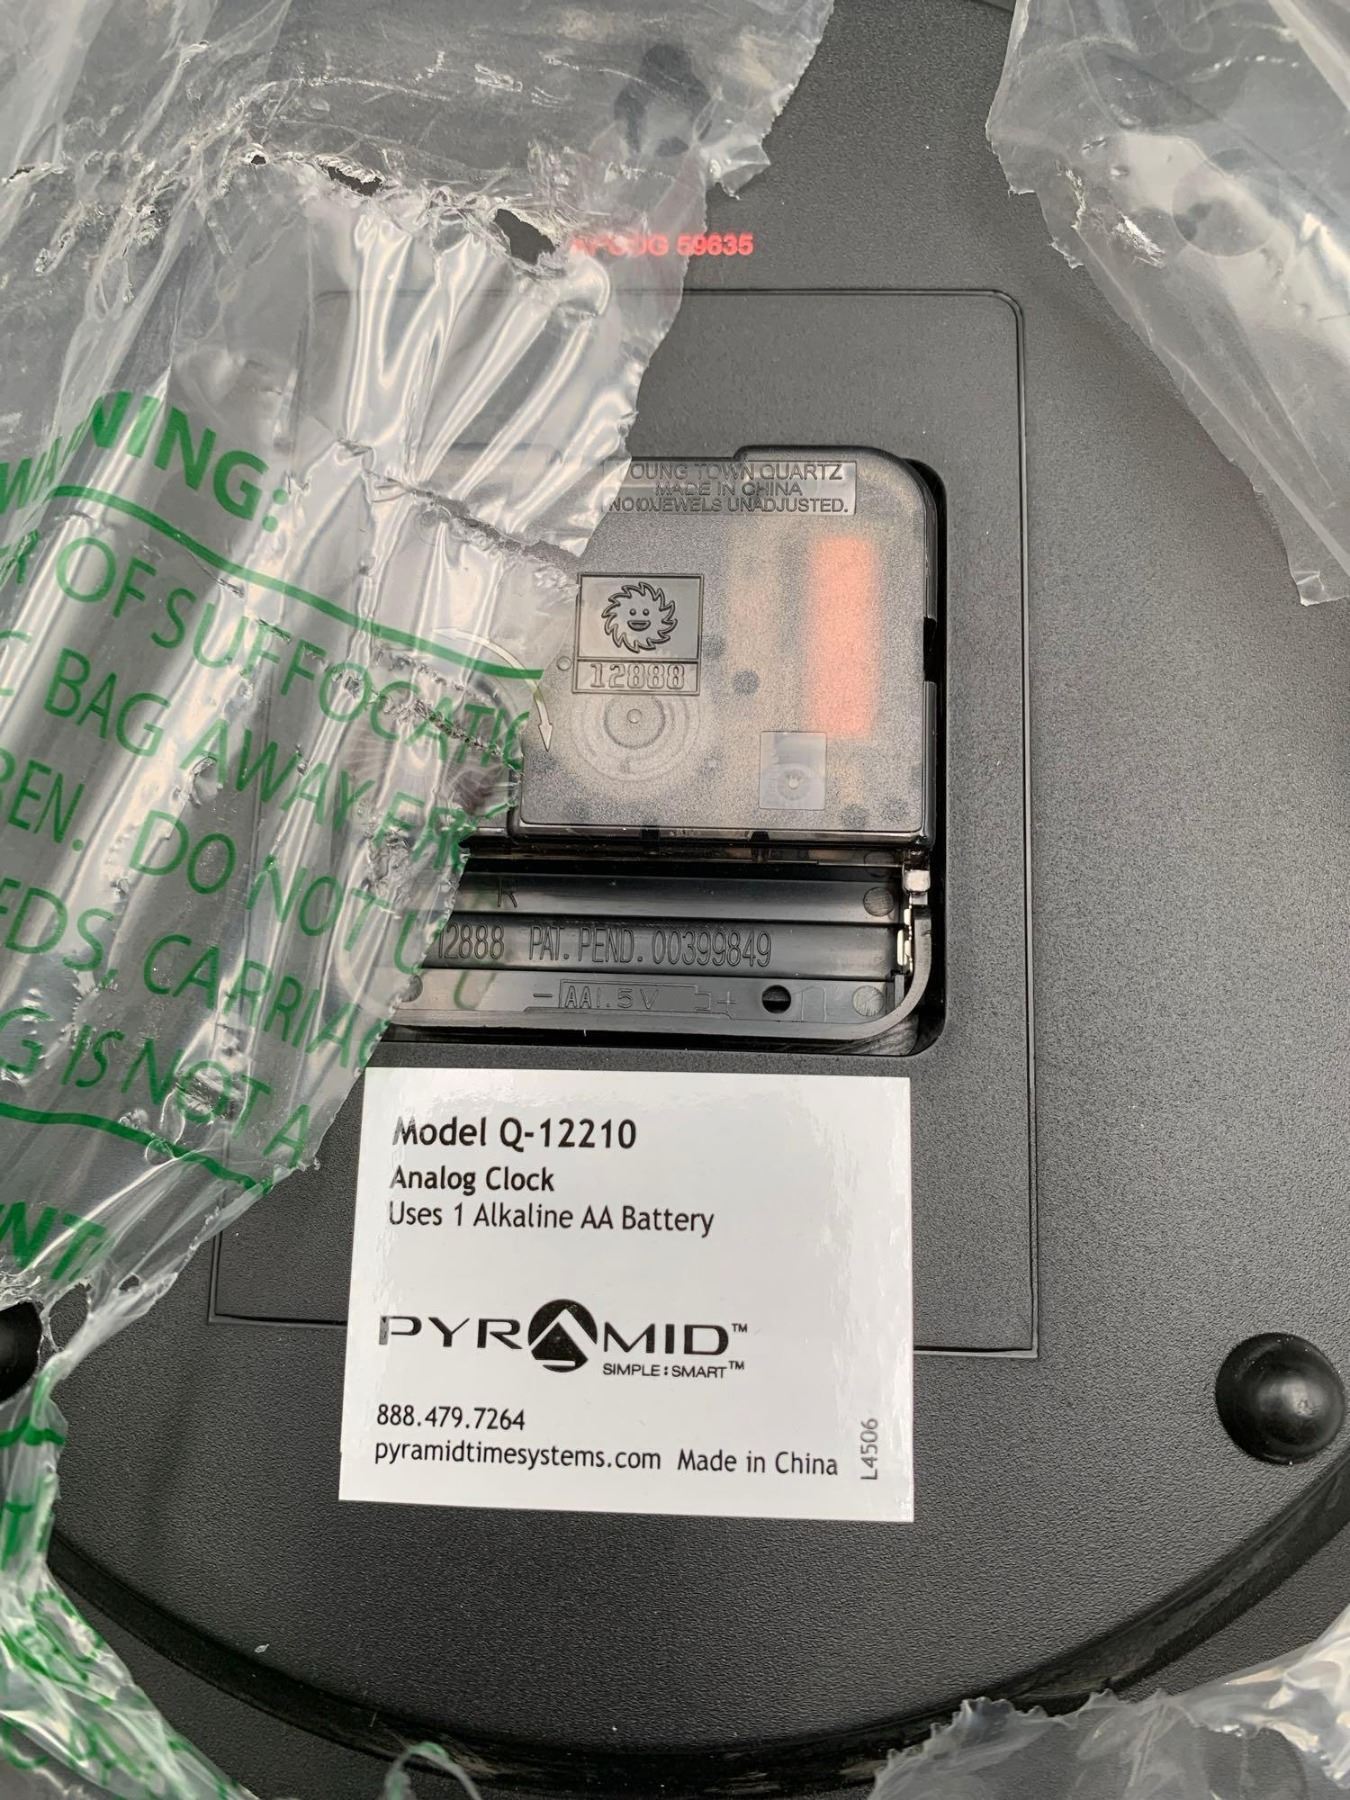 59635
OUNG TOWN QUARTZ
MADE IN CHINA
NO(0)JEWELS UNADJUSTED.
12888
12888 PAT. PEND. 00399849
AA1.5V
+
NING:
OF SUFFOCATIO
BAG AWAY FR
REN. DO NOT U
EDS, CARRIAG
G IS NOT A
Model Q-12210
Analog Clock
Uses 1 Alkaline AA Battery
PYRAMID™
SIMPLE:SMART™
888.479.7264
pyramidtimesystems.com Made in China
L4506